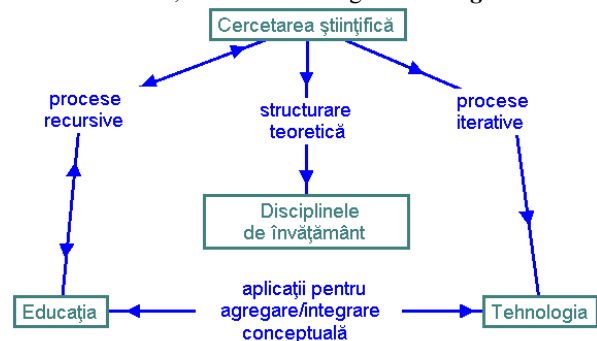 Cercetarea ştiinţifică
procese
recursive
structurare
teoretică
procese
iterative
Disciplinele
de învăţământ
Educaţia
aplicaţii pentru
agregare/integrare
conceptuală
Tehnologia